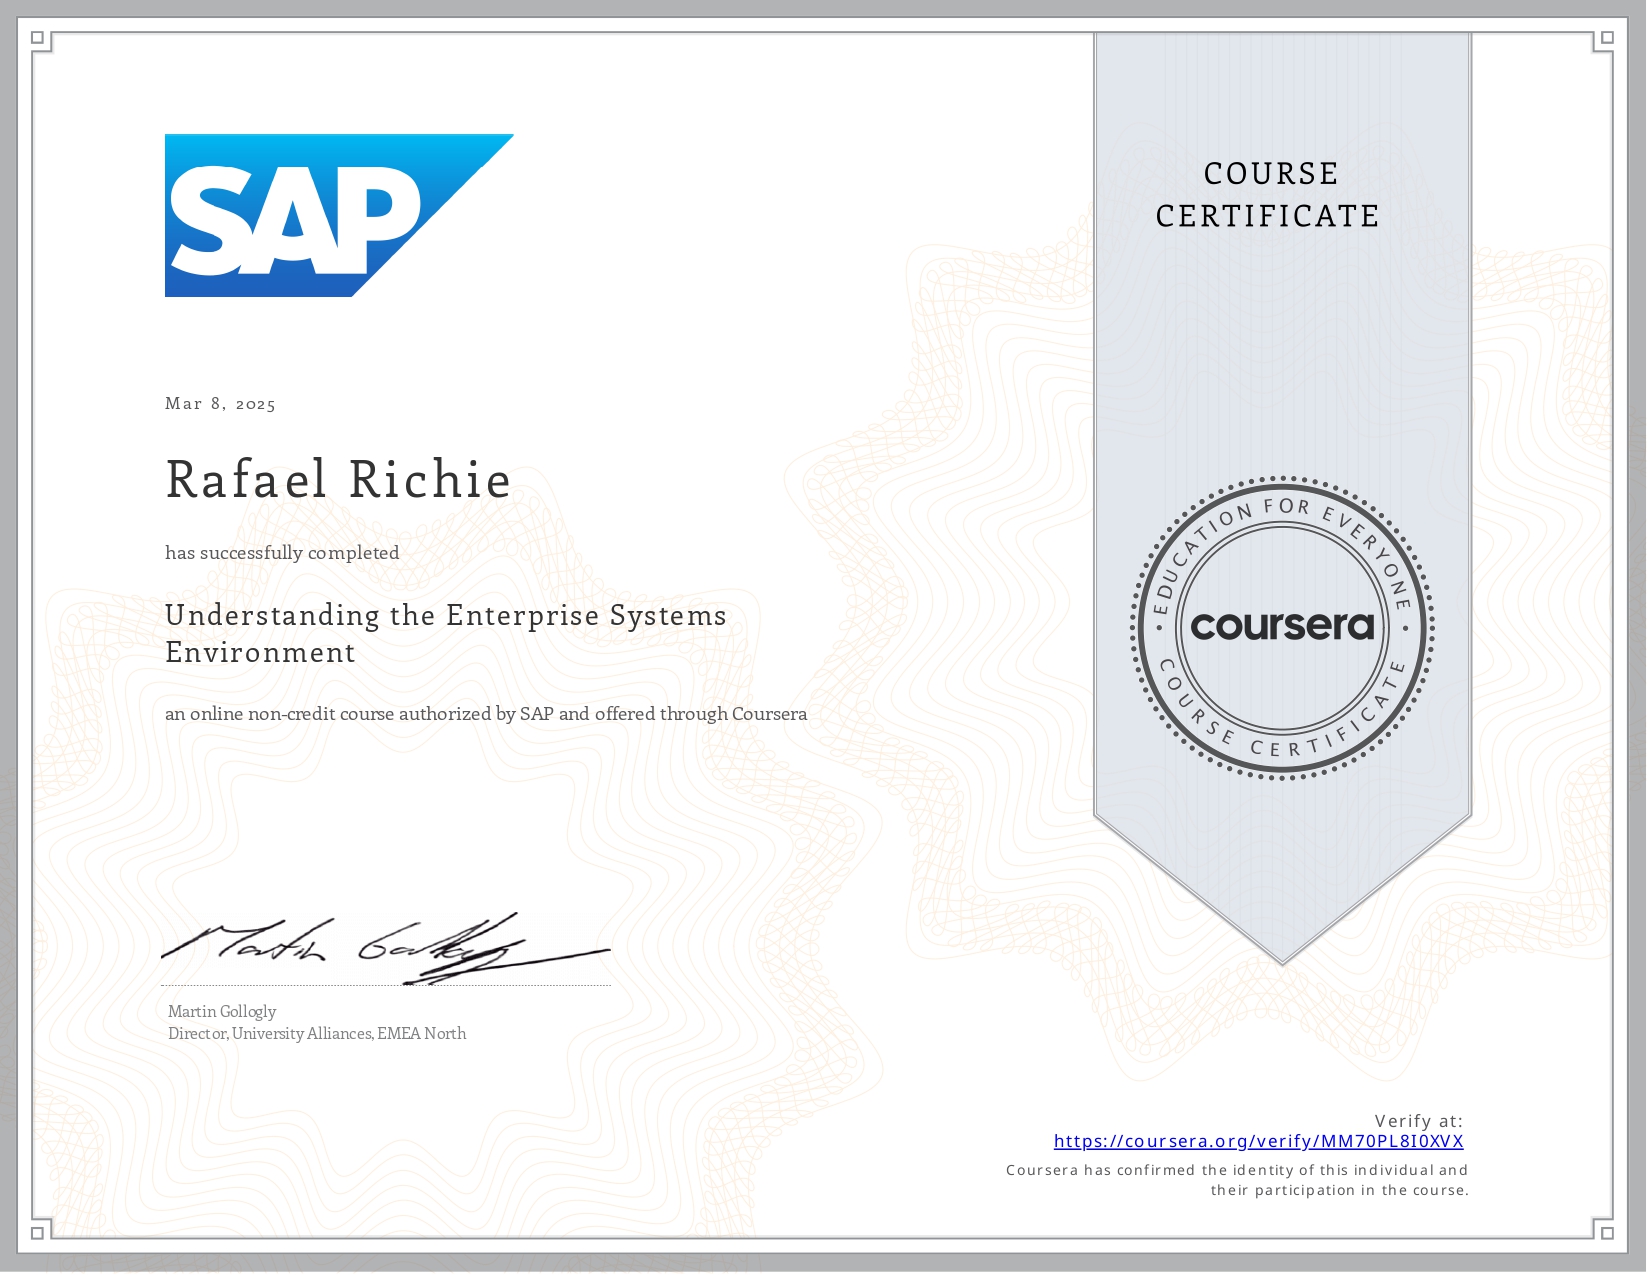 SAP
COURSE
CERTIFICATE
Mar 8, 2025
Rafael Richie
has successfully completed
Understanding the Enterprise Systems
Environment
an online non-credit course authorized by SAP and offered through Coursera
EDUCATION FOR EVERYONE
coursera
COURSE CERTIFICATE
Martin Gollogly
Martin Gollogly
Director, University Alliances, EMEA North
Verify at:
https://coursera.org/verify/MM70PL8I0XVX
Coursera has confirmed the identity of this individual and
their participation in the course.